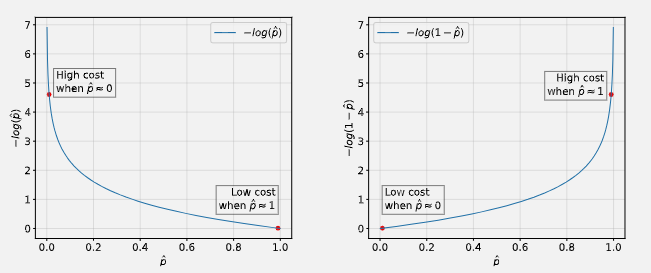 7
6
5
4
3
2
1
0
−log(p̂)
−log(p̂)
High cost
when p̂ ≈ 0
Low cost
when p̂ ≈ 1
0.0 0.2 0.4 0.6 0.8 1.0
p̂
7
6
5
4
3
2
1
0
−log(1 − p̂)
−log(1 − p̂)
High cost
when p̂ ≈ 1
Low cost
when p̂ ≈ 0
0.0 0.2 0.4 0.6 0.8 1.0
p̂